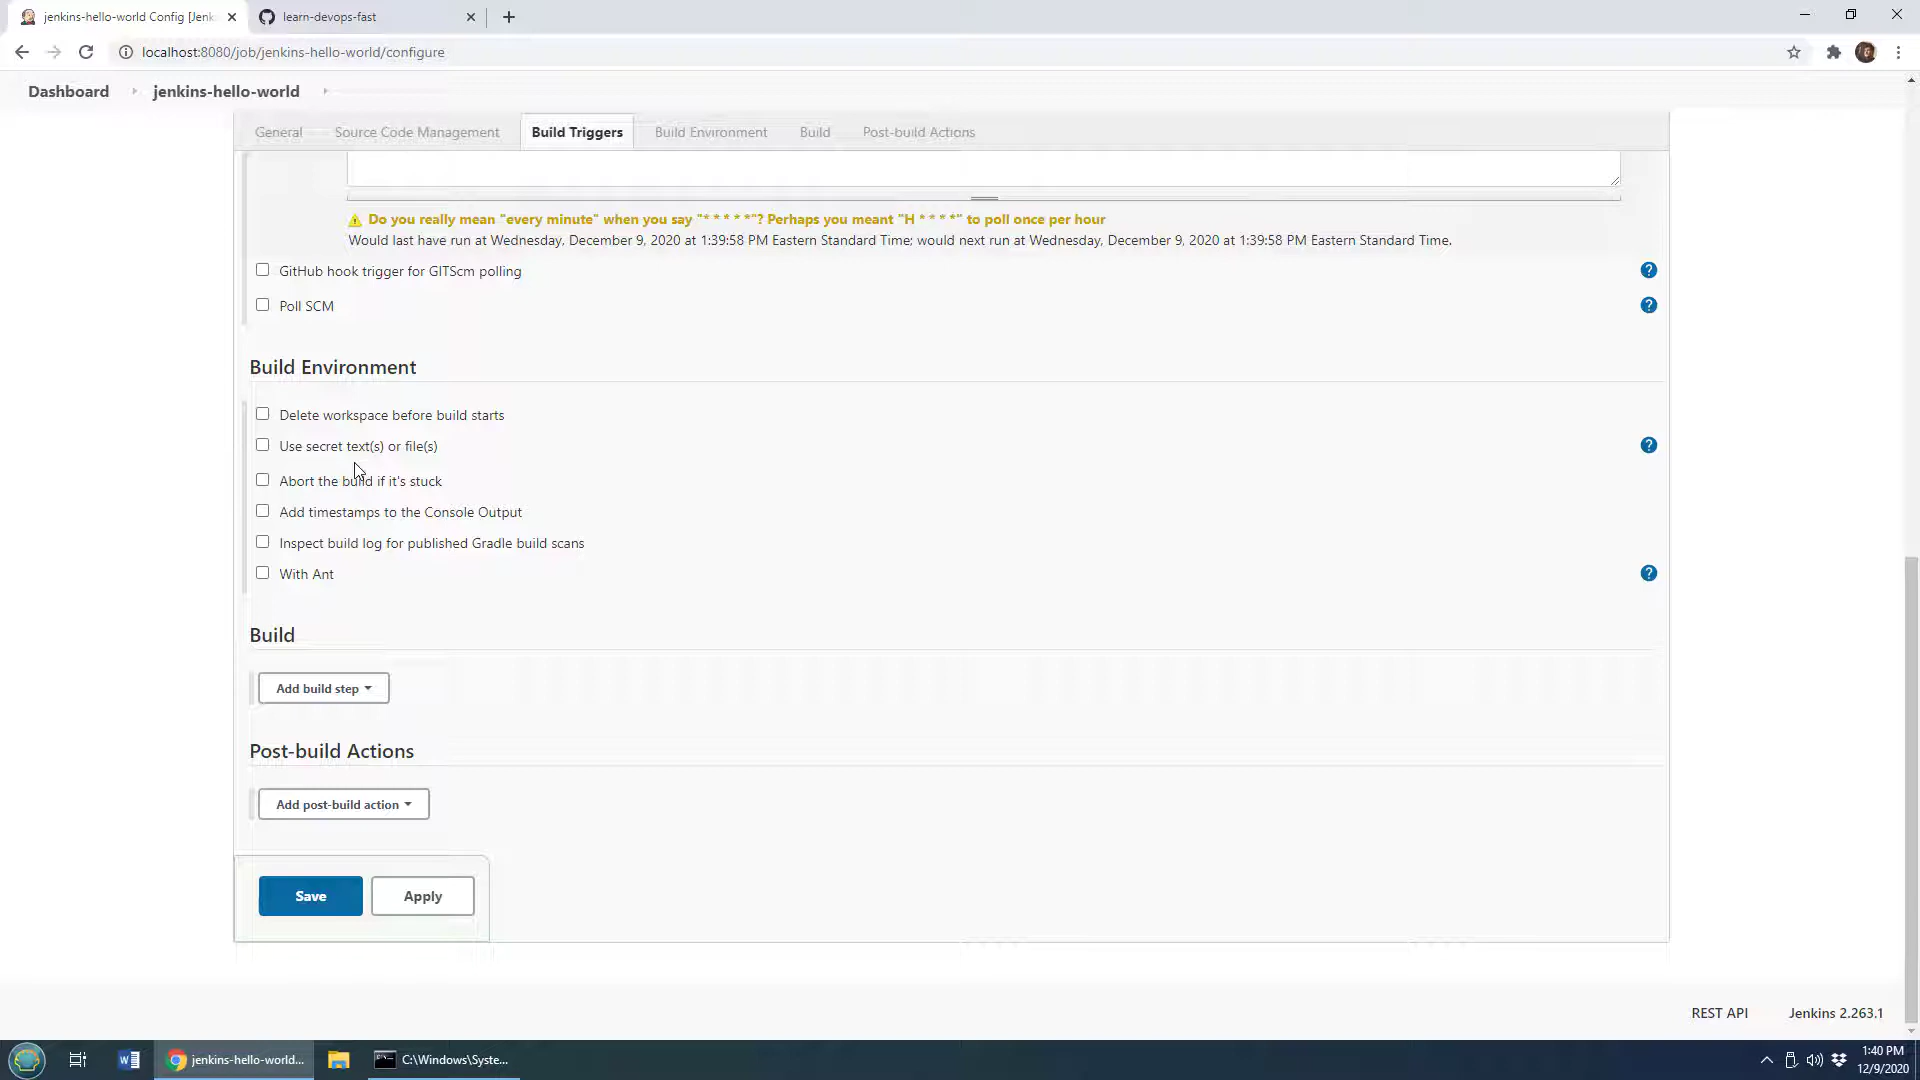 jenkins-hello-world Config [Jenk
learn-devops-fast
localhost:8080/job/jenkins-hello-world/configure
Dashboard
jenkins-hello-world
General
Source Code Management
Build Triggers
Build Environment
Build
Post-build Actions
Do you really mean "every minute" when you say "* * * * *"? Perhaps you meant "H * * * *" to poll once per hour
Would last have run at Wednesday, December 9, 2020 at 1:39:58 PM Eastern Standard Time; would next run at Wednesday, December 9, 2020 at 1:39:58 PM Eastern Standard Time.
GitHub hook trigger for GITScm polling
?
Poll SCM
?
Build Environment
Delete workspace before build starts
Use secret text(s) or file(s)
?
Abort the build if it's stuck
Add timestamps to the Console Output
Inspect build log for published Gradle build scans
With Ant
?
Build
Add build step
Post-build Actions
Add post-build action
Save
Apply
REST API
Jenkins 2.263.1
jenkins-hello-world...
C:\Windows\Syste...
1:40 PM
12/9/2020